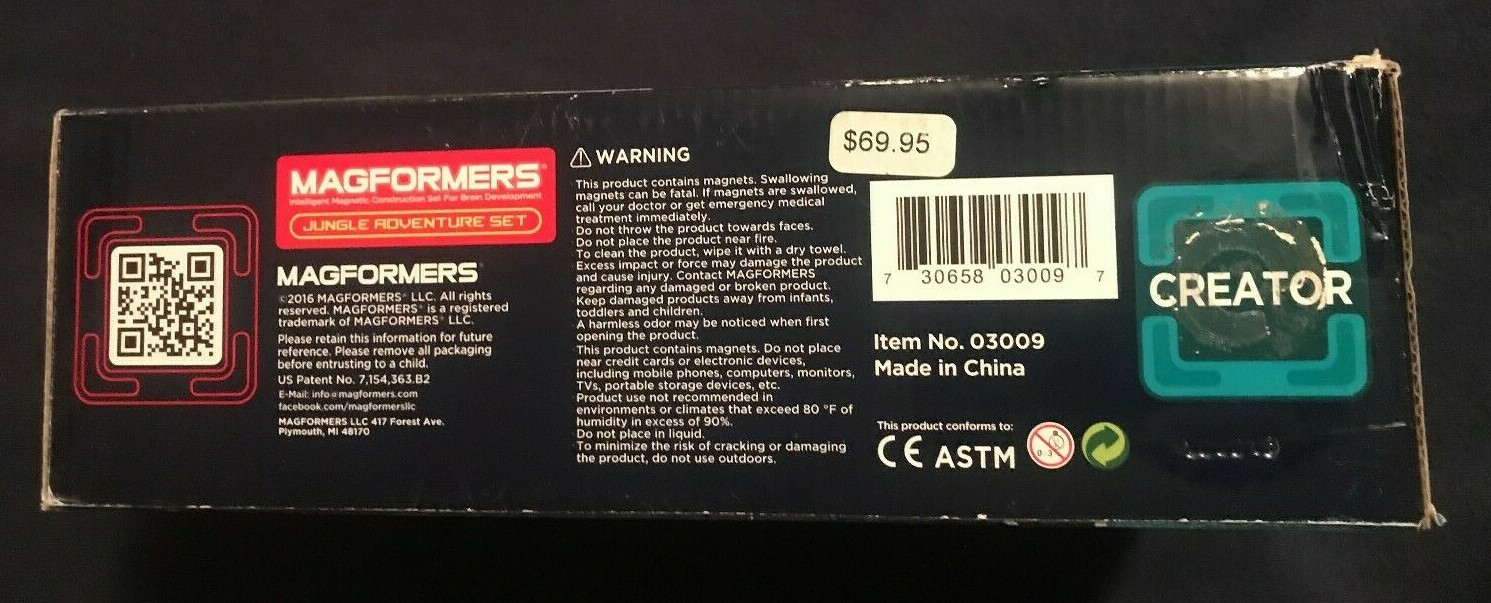 MAGFORMERS®
Intelligent Magnetic Construction Set For Brain Development
JUNGLE ADVENTURE SET
MAGFORMERS®
©2016 MAGFORMERS® LLC. All rights
reserved. MAGFORMERS® is a registered
trademark of MAGFORMERS® LLC.
Please retain this information for future
reference. Please remove all packaging
before entrusting to a child.
US Patent No. 7,154,363.B2
E-Mail: info@magformers.com
facebook.com/magformersllc
MAGFORMERS LLC 417 Forest Ave.
Plymouth, MI 48170
⚠ WARNING
This product contains magnets. Swallowing
magnets can be fatal. If magnets are swallowed,
call your doctor or get emergency medical
treatment immediately.
Do not throw the product towards faces.
Do not place the product near fire.
To clean the product, wipe it with a dry towel.
Excess impact or force may damage the product
and cause injury. Contact MAGFORMERS
regarding any damaged or broken product.
Keep damaged products away from infants,
toddlers and children.
A harmless odor may be noticed when first
opening the product.
This product contains magnets. Do not place
near credit cards or electronic devices,
including mobile phones, computers, monitors,
TVs, portable storage devices, etc.
Product use not recommended in
environments or climates that exceed 80 °F of
humidity in excess of 90%.
Do not place in liquid.
To minimize the risk of cracking or damaging
the product, do not use outdoors.
$69.95
7 30658 03009 7
Item No. 03009
Made in China
This product conforms to:
CE ASTM
0-3
CREATOR